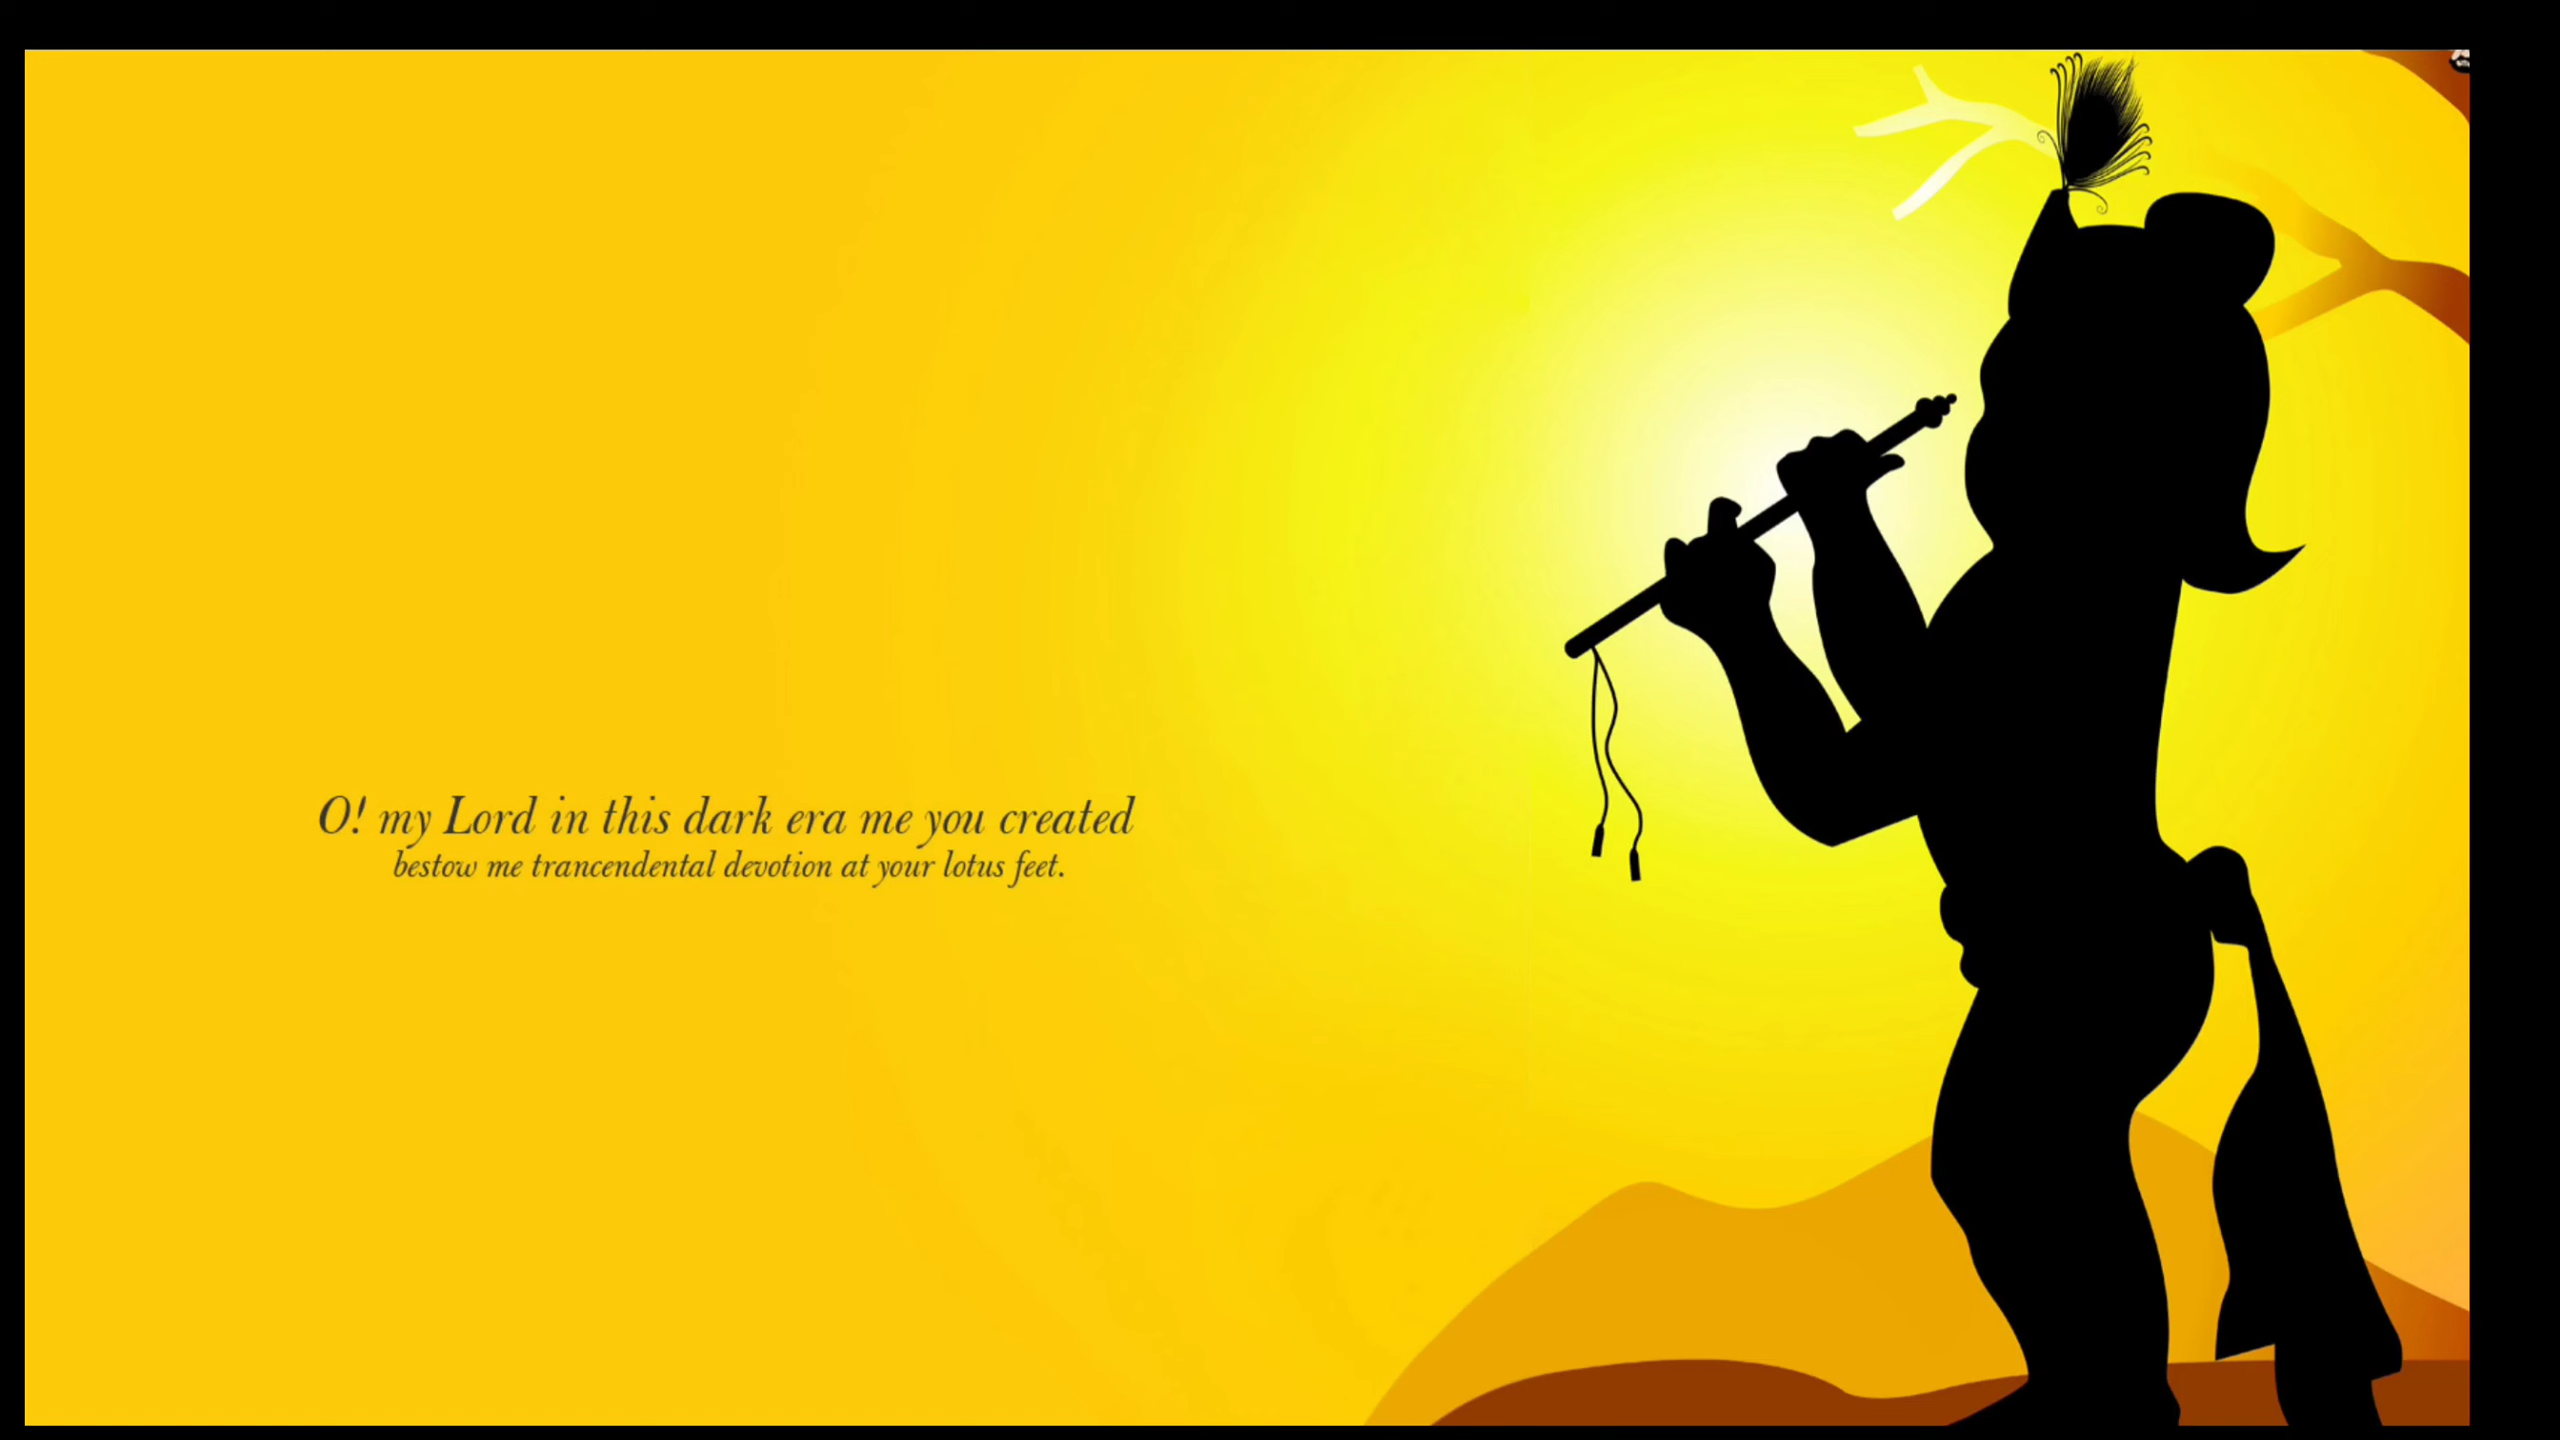 O! my Lord in this dark era me you created
bestow me trancendental devotion at your lotus feet.